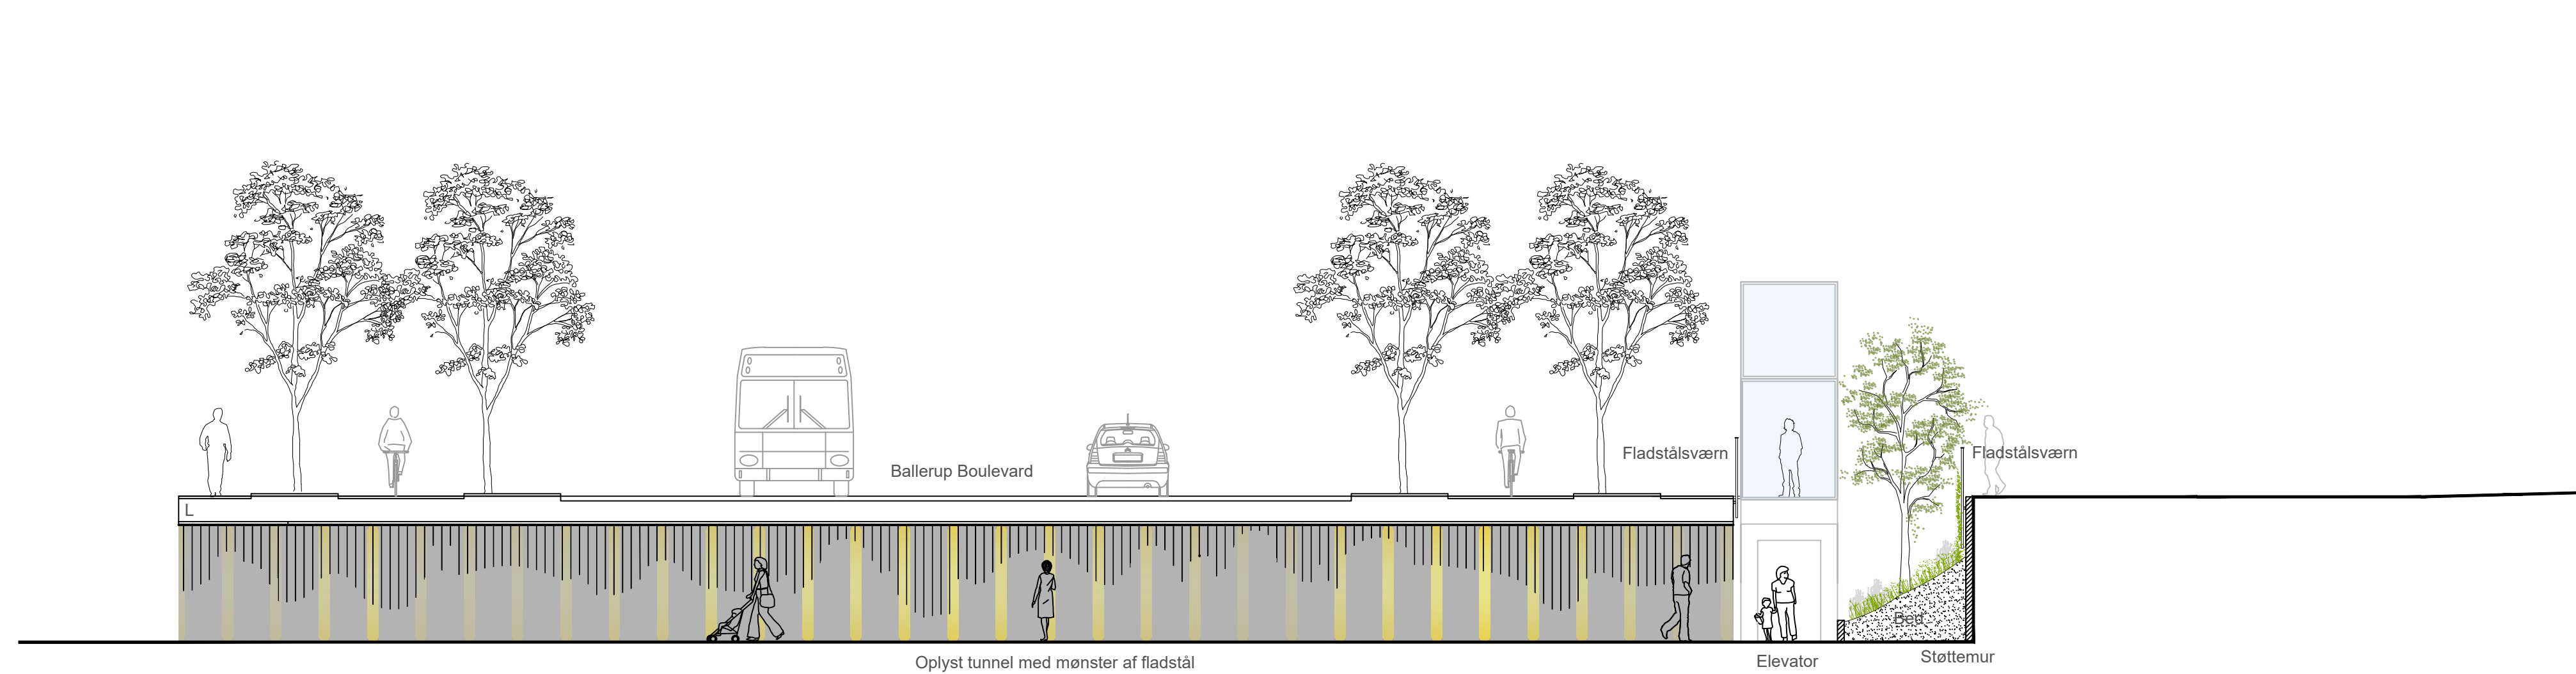 Fladstålsværn
Fladstålsværn
Ballerup Boulevard
L
Bed
Oplyst tunnel med mønster af fladstål
Elevator
Støttemur